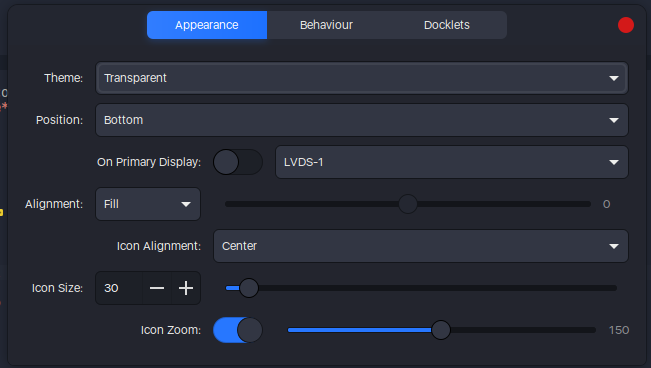 Appearance Behaviour Docklets
Theme: Transparent
Position: Bottom
On Primary Display: LVDS-1
Alignment: Fill 0
Icon Alignment: Center
Icon Size: 30
Icon Zoom: 150